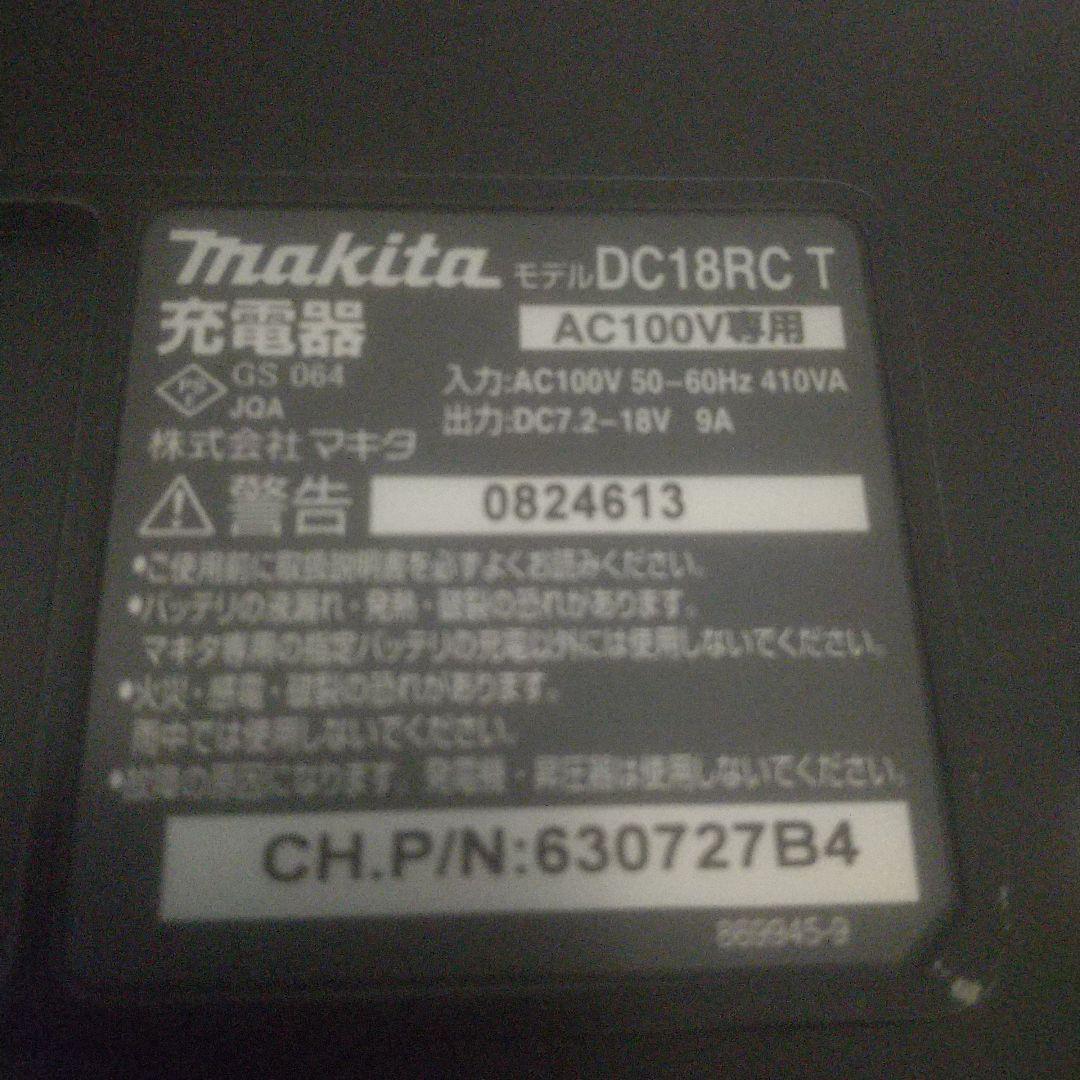 makita モデル DC18RC T
充電器 AC100V専用
PS E GS 064
JQA
入力:AC100V 50-60Hz 410VA
出力:DC7.2-18V 9A
株式会社 マキタ
警告 0824613
•ご使用前に取扱説明書を必ずよくお読みください。
•バッテリの液漏れ・発熱・破裂の恐れがあります。
マキタ専用の指定バッテリの充電以外には使用しないでください。
•火災・感電・破裂の恐れがあります。
雨中では使用しないでください。
•故障の原因になります。発電機・昇圧器は使用しないでください。
CH.P/N:630727B4
869945-9